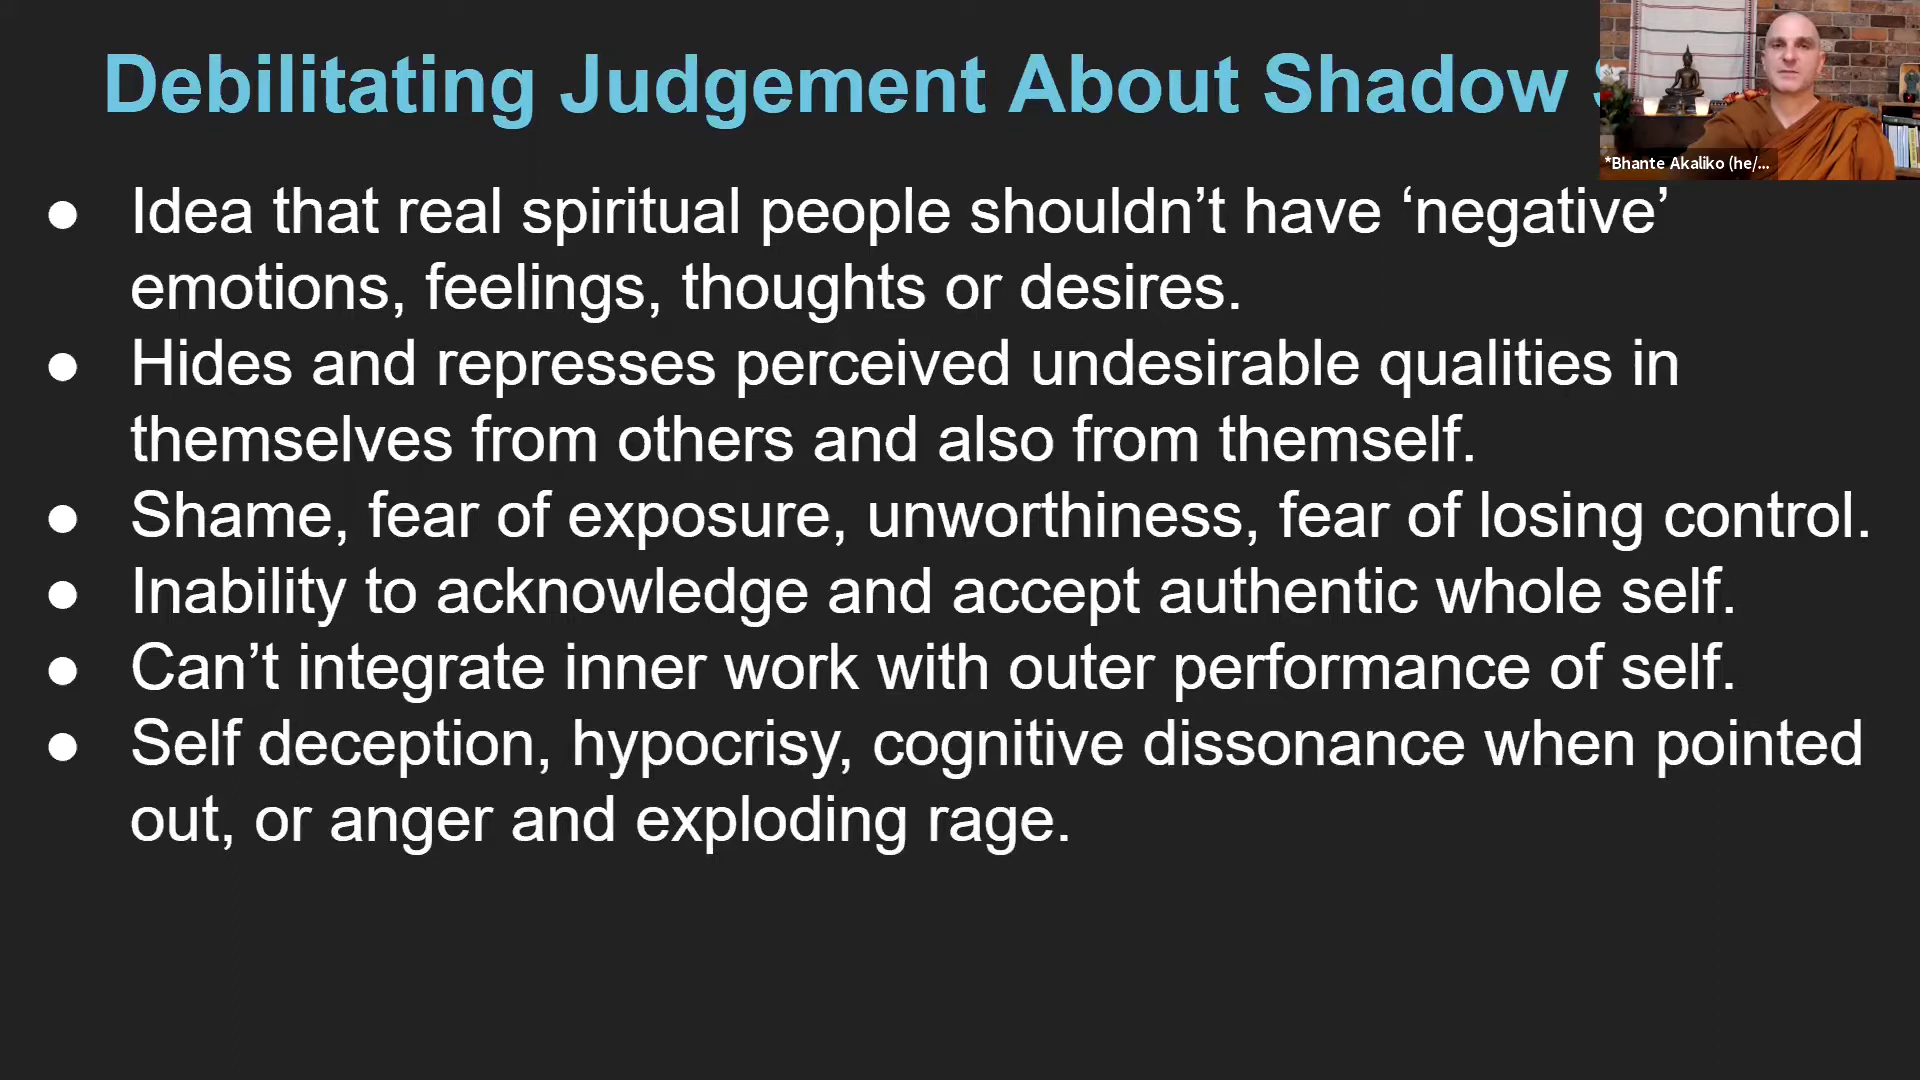 Debilitating Judgement About Shadow
*Bhante Akaliko (he/...
● Idea that real spiritual people shouldn’t have ‘negative’
emotions, feelings, thoughts or desires.
● Hides and represses perceived undesirable qualities in
themselves from others and also from themself.
● Shame, fear of exposure, unworthiness, fear of losing control.
● Inability to acknowledge and accept authentic whole self.
● Can’t integrate inner work with outer performance of self.
● Self deception, hypocrisy, cognitive dissonance when pointed
out, or anger and exploding rage.